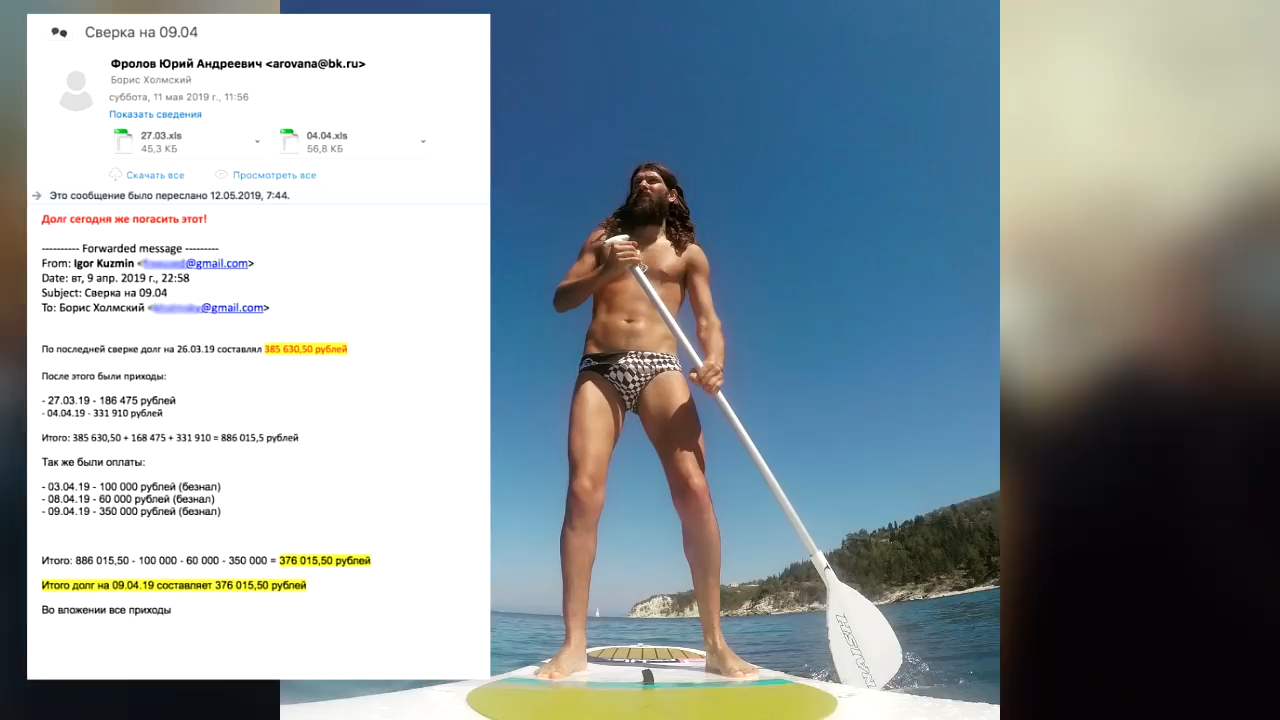 Сверка на 09.04
Фролов Юрий Андреевич <arovana@bk.ru>
Борис Холмский
суббота, 11 мая 2019 г., 11:56
Показать сведения
27.03.xls
45,3 КБ
04.04.xls
56,8 КБ
Скачать все
Просмотреть все
Это сообщение было переслано 12.05.2019, 7:44.
Долг сегодня же погасить этот!
---------- Forwarded message ---------
From: Igor Kuzmin < @gmail.com>
Date: вт, 9 апр. 2019 г., 22:58
Subject: Сверка на 09.04
To: Борис Холмский < @gmail.com>
По последней сверке долг на 26.03.19 составлял 385 630,50 рублей
После этого были приходы:
- 27.03.19 - 186 475 рублей
- 04.04.19 - 331 910 рублей
Итого: 385 630,50 + 168 475 + 331 910 = 886 015,5 рублей
Так же были оплаты:
- 03.04.19 - 100 000 рублей (безнал)
- 08.04.19 - 60 000 рублей (безнал)
- 09.04.19 - 350 000 рублей (безнал)
Итого: 886 015,50 - 100 000 - 60 000 - 350 000 = 376 015,50 рублей
Итого долг на 09.04.19 составляет 376 015,50 рублей
Во вложении все приходы
NAISH